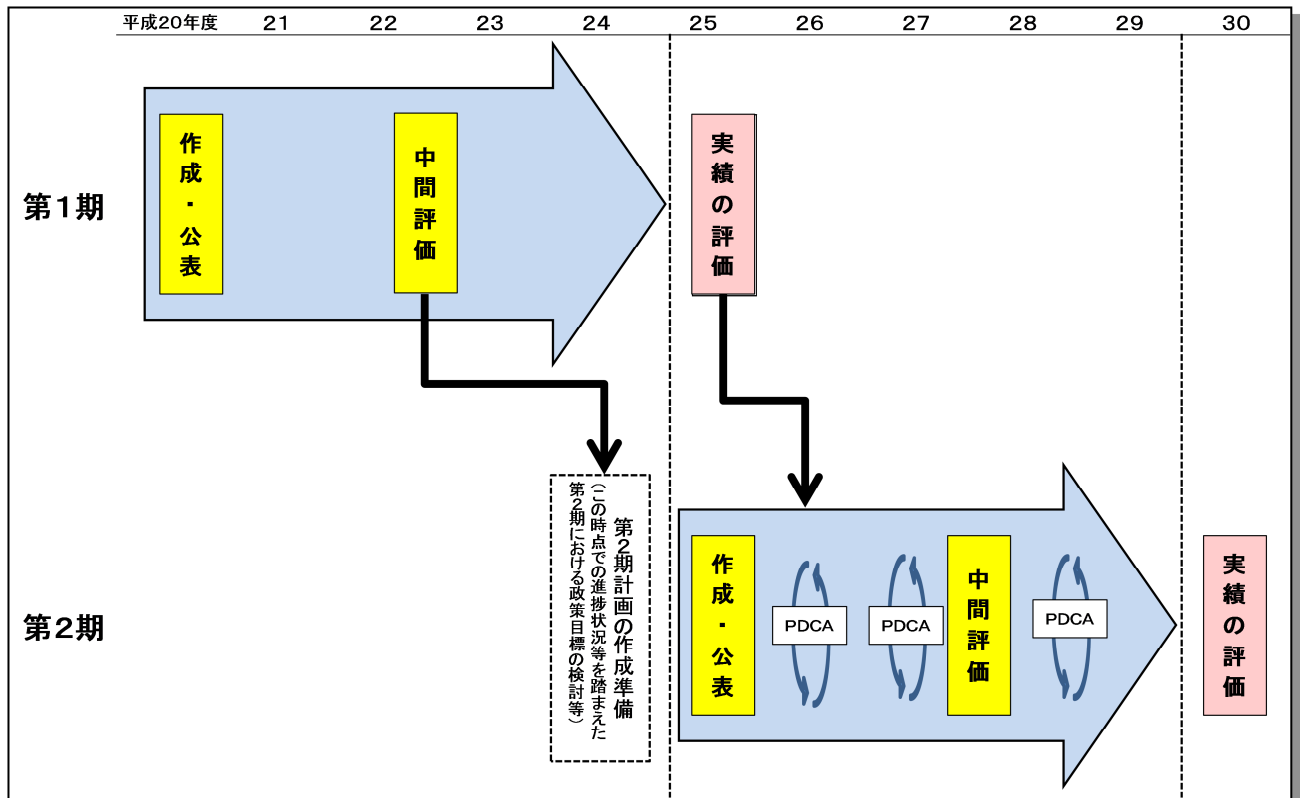 平成20年度 21 22 23 24 25 26 27 28 29 30
第1期
作成・公表
中間評価
実績の評価
第2期計画の作成準備
(この時点での進捗状況等を踏まえた
第2期における政策目標の検討等)
第2期
作成・公表
PDCA
PDCA
中間評価
PDCA
実績の評価